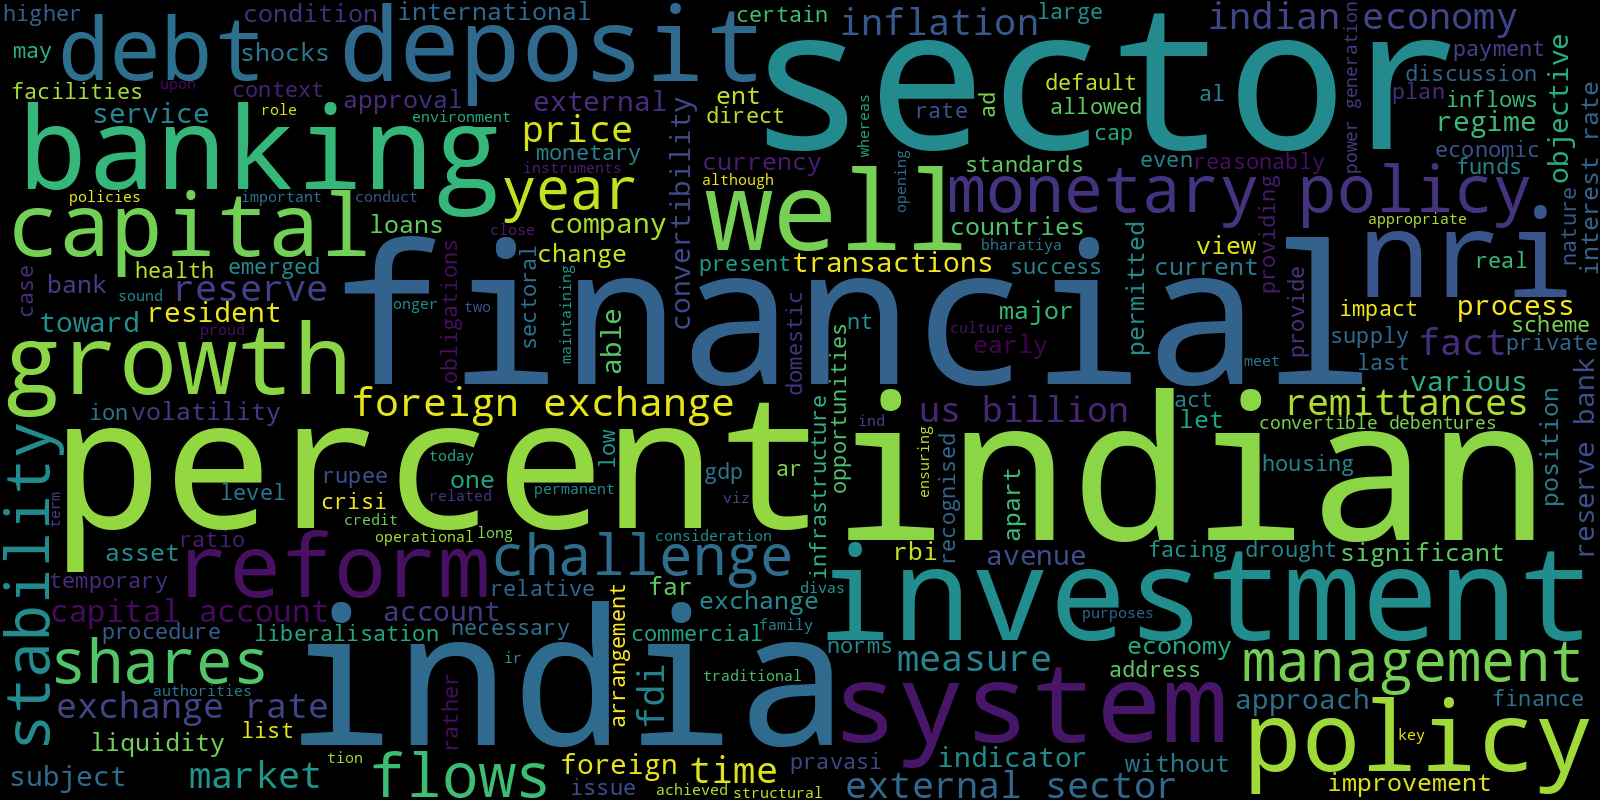 higher
condition
international
certain
large
inflation
indian economy
debt
deposit
sector
may
shocks
payment
facilities
upon
context
approval
external
ent
default
discussion
service
role
environment
direct
ad
allowed
al
rate
plan
inflows
objective
power generation
banking
price
cap
regime
monetary
convertibility
whereas
currency
standards
even
reasonably
economic
funds
interest rate
instruments
although
opening
policies
important
conduct
year
well
monetary policy
capital
loans
close
company
countries
appropriate
nature
nri
health
emerged
change
bharatiya
permitted
view
providing
case
bank
sound
reserve
present
transactions
success
current
real
toward
resident
proud
longer
two
obligations
sectoral
maintaining
able
domestic
nt
major
culture
early
provide
impact
process
supply
scheme
fact
private
financial
meet
last
growth
ion
volatility
foreign exchange
opportunities
us billion
act
let
various
remittances
convertible debentures
reserve bank
position
stability
percent
indian
ind
ensuring
recognised
today
low
rupee
one
gdp
ar
level
crisi
related
permanent
viz
infrastructure
housing
apart
term
credit
operational
long
consideration
asset
ratio
reform
challenge
rbi
avenue
facing
drought
significant
temporary
relative
far
divas
investment
capital account
account
exchange
purposes
procedure
liberalisation
necessary
arrangement
commercial
family
norms
economy
shares
ir
india
fdi
traditional
measure
address
management
authorities
exchange rate
rather
system
approach
finance
list
policy
key
liquidity
tion
flows
foreign
time
pravasi
indicator
without
subject
market
issue
achieved
structural
external sector
improvement